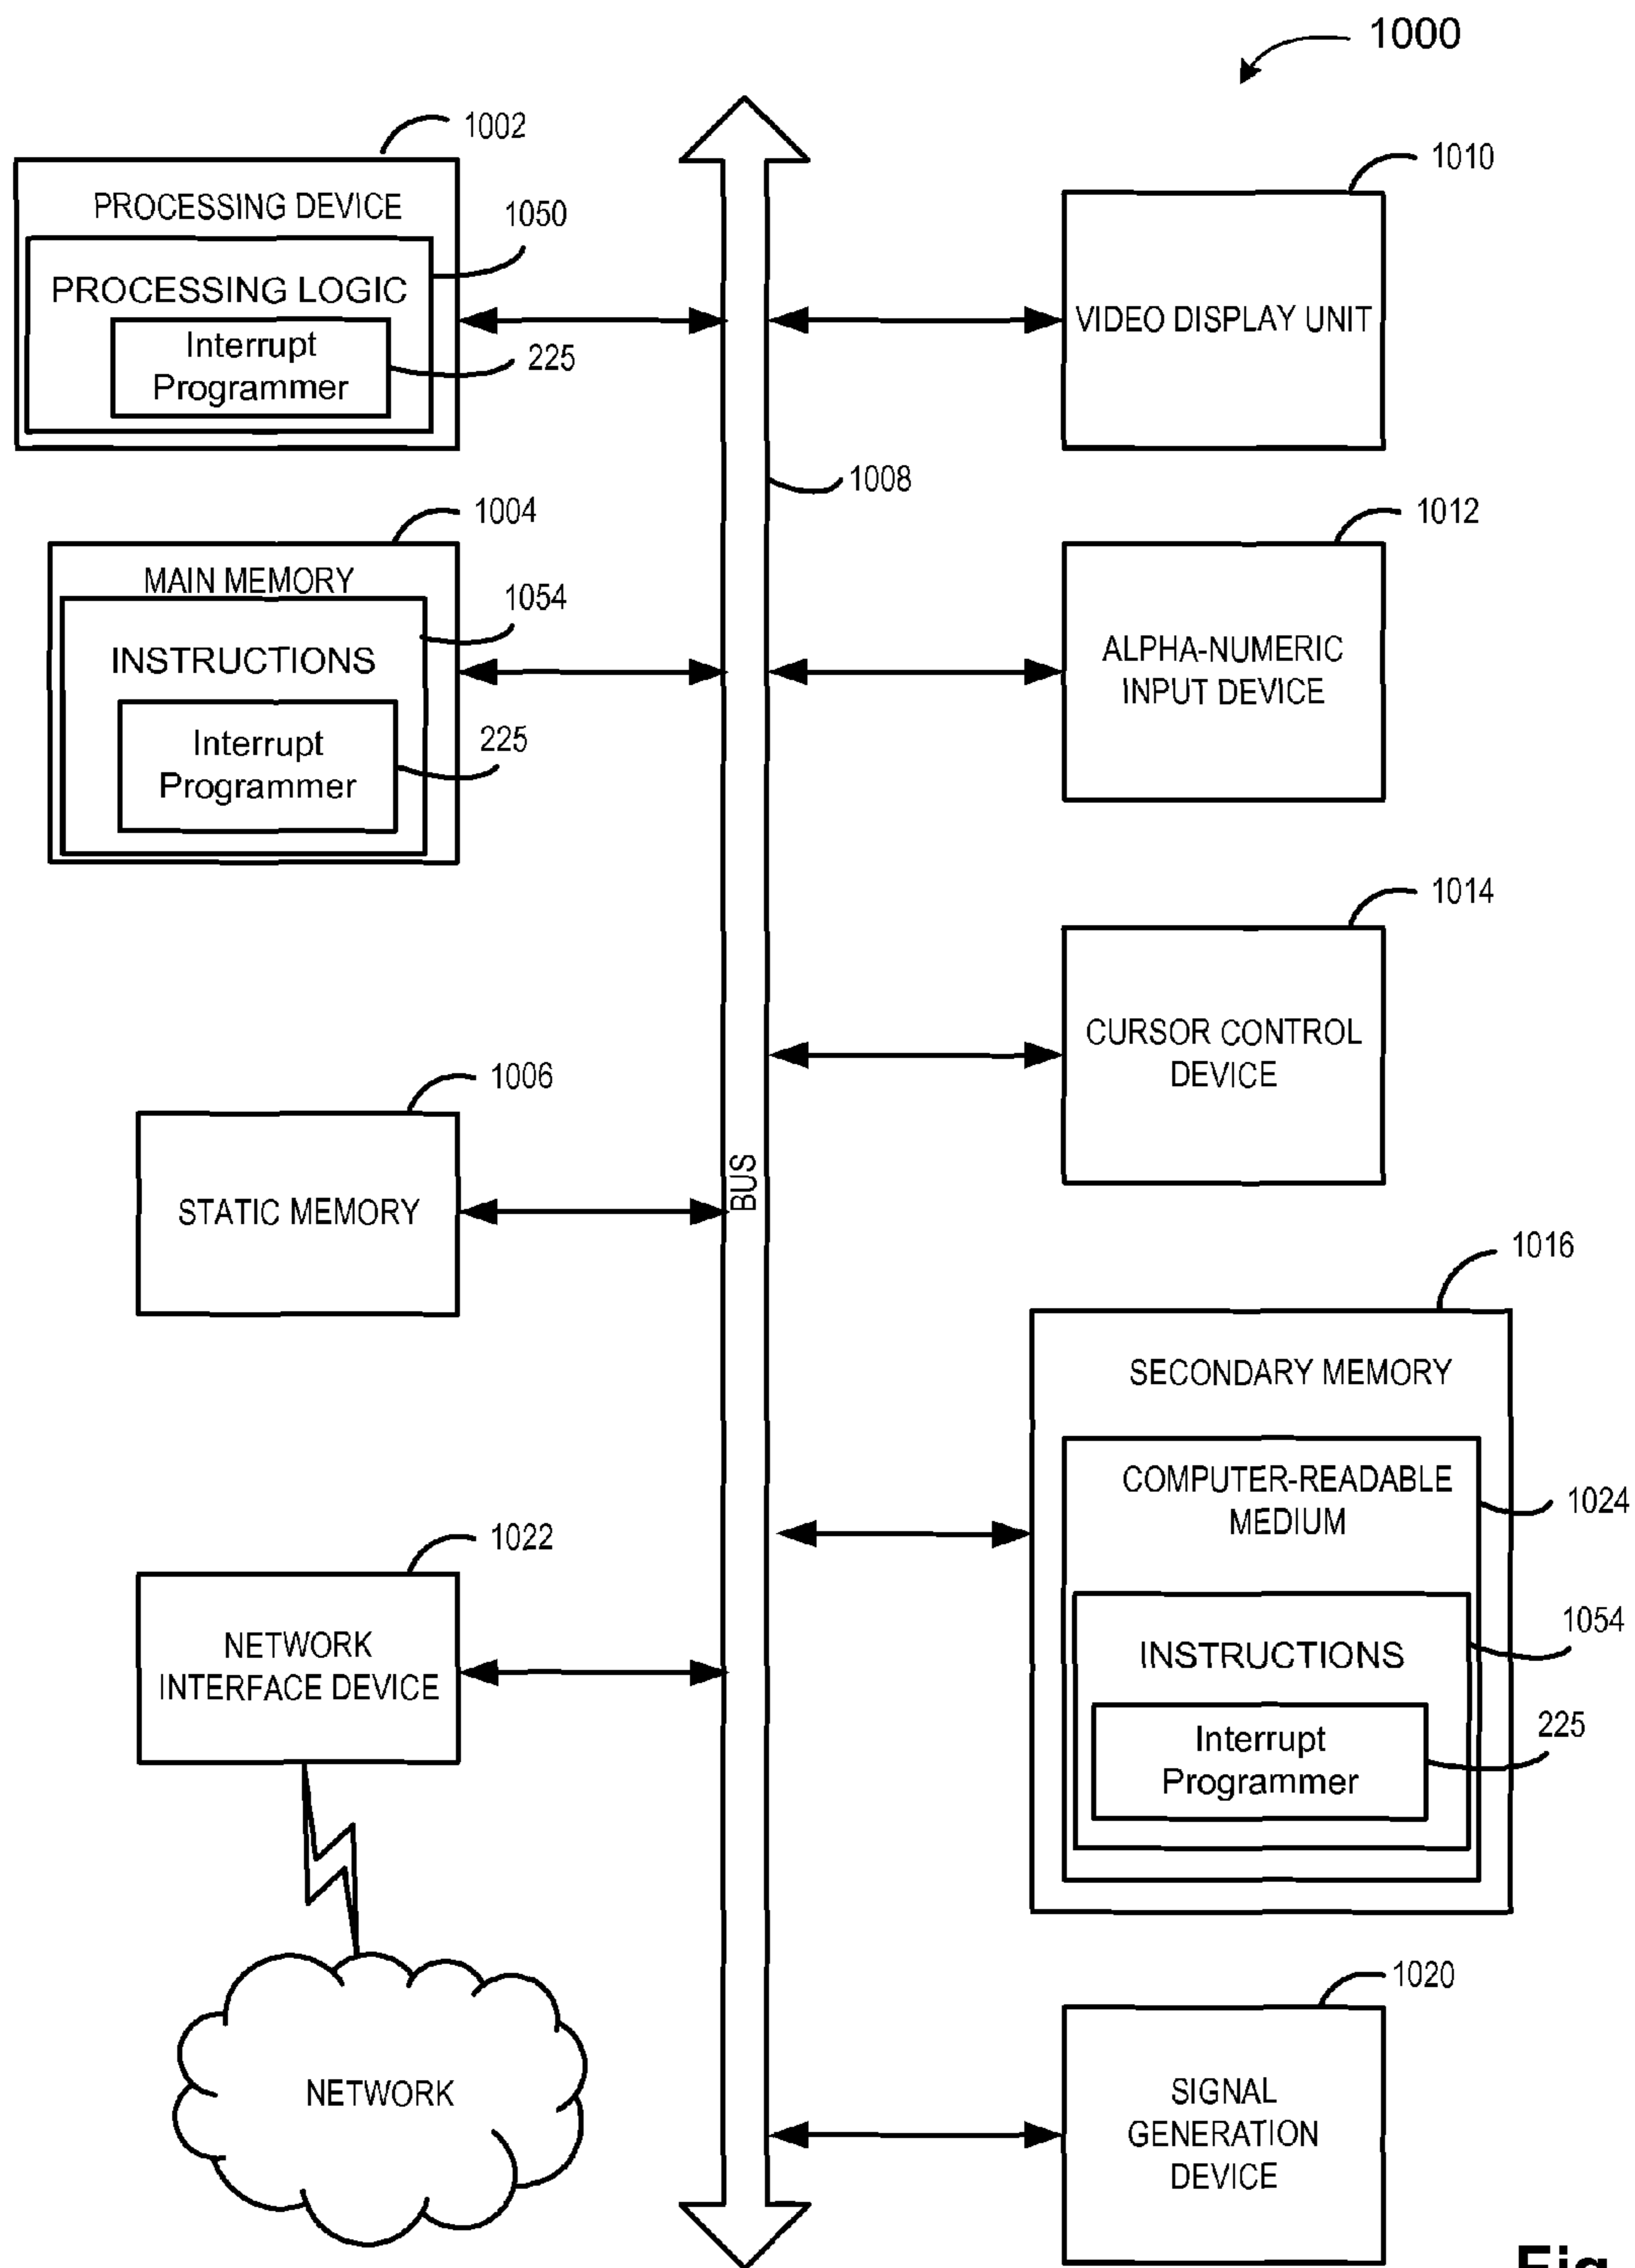 1000
1002
PROCESSING DEVICE
1050
PROCESSING LOGIC
Interrupt
Programmer
225
1004
MAIN MEMORY
1054
INSTRUCTIONS
Interrupt
Programmer
225
1006
STATIC MEMORY
1022
NETWORK
INTERFACE DEVICE
NETWORK
1008
BUS
1010
VIDEO DISPLAY UNIT
1012
ALPHA-NUMERIC
INPUT DEVICE
1014
CURSOR CONTROL
DEVICE
1016
SECONDARY MEMORY
COMPUTER-READABLE
MEDIUM
1024
1054
INSTRUCTIONS
225
Interrupt
Programmer
1020
SIGNAL
GENERATION
DEVICE